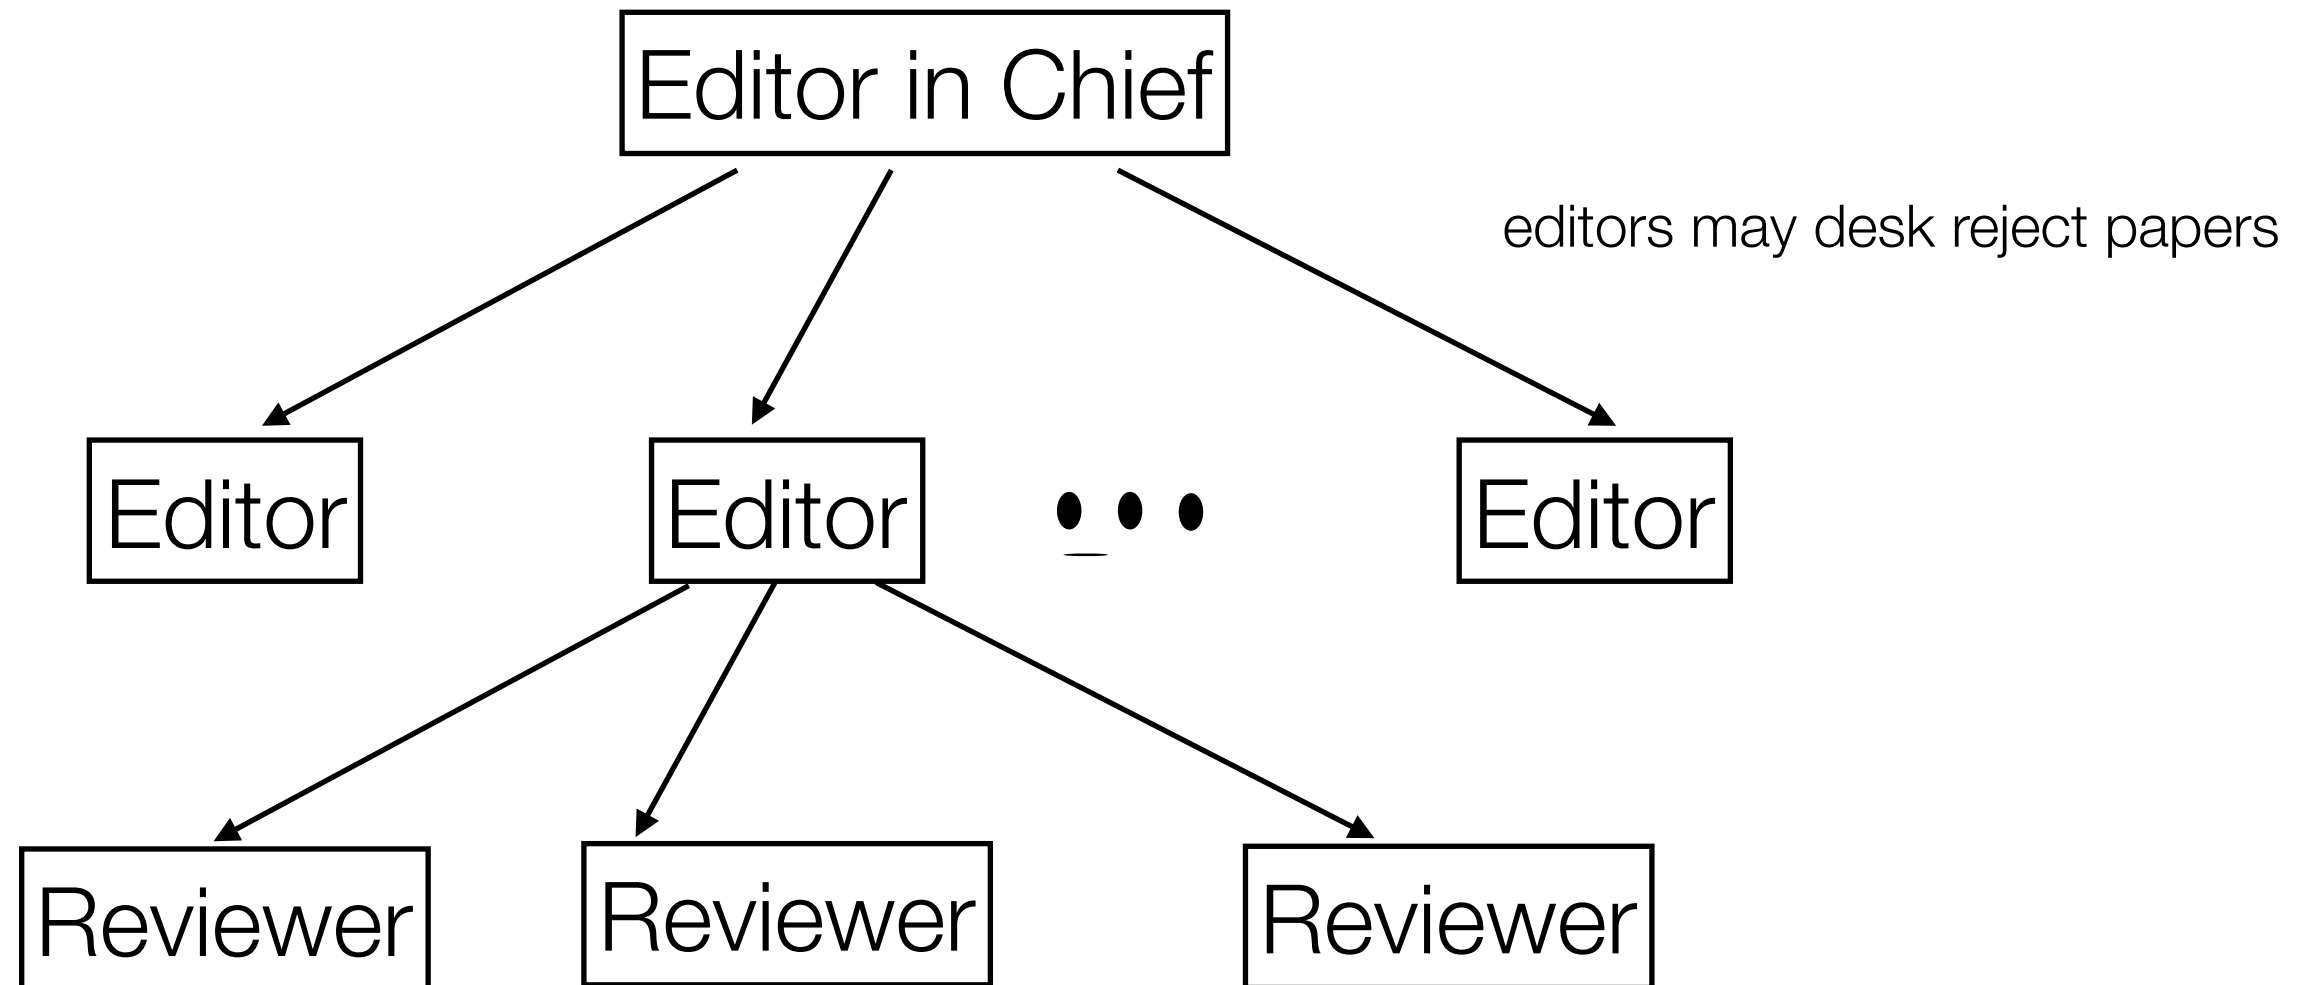 Editor in Chief
editors may desk reject papers
Editor
Editor
Editor
Reviewer
Reviewer
Reviewer